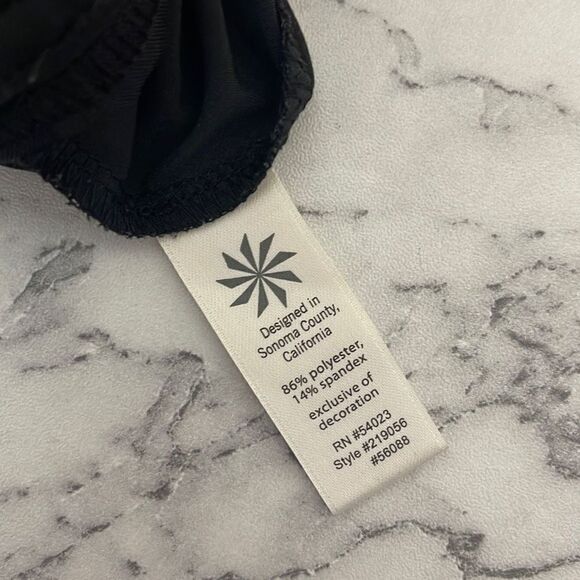 Designed in
Sonoma County,
California
86% polyester,
14% spandex
exclusive of
decoration
RN #54023
Style #219056
#56088